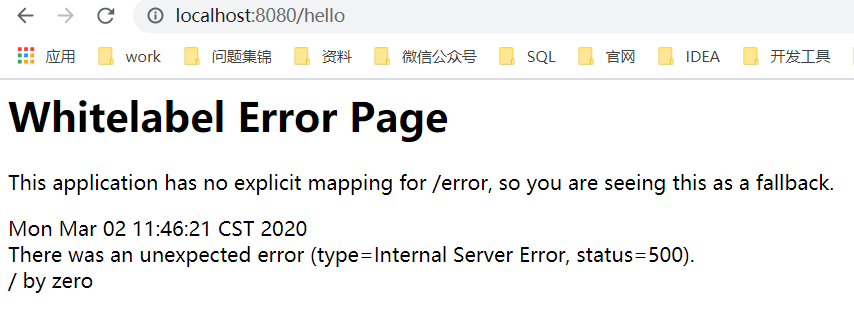 localhost:8080/hello
应用 work 问题集锦 资料 微信公众号 SQL 官网 IDEA 开发工具
Whitelabel Error Page
This application has no explicit mapping for /error, so you are seeing this as a fallback.
Mon Mar 02 11:46:21 CST 2020
There was an unexpected error (type=Internal Server Error, status=500).
/ by zero